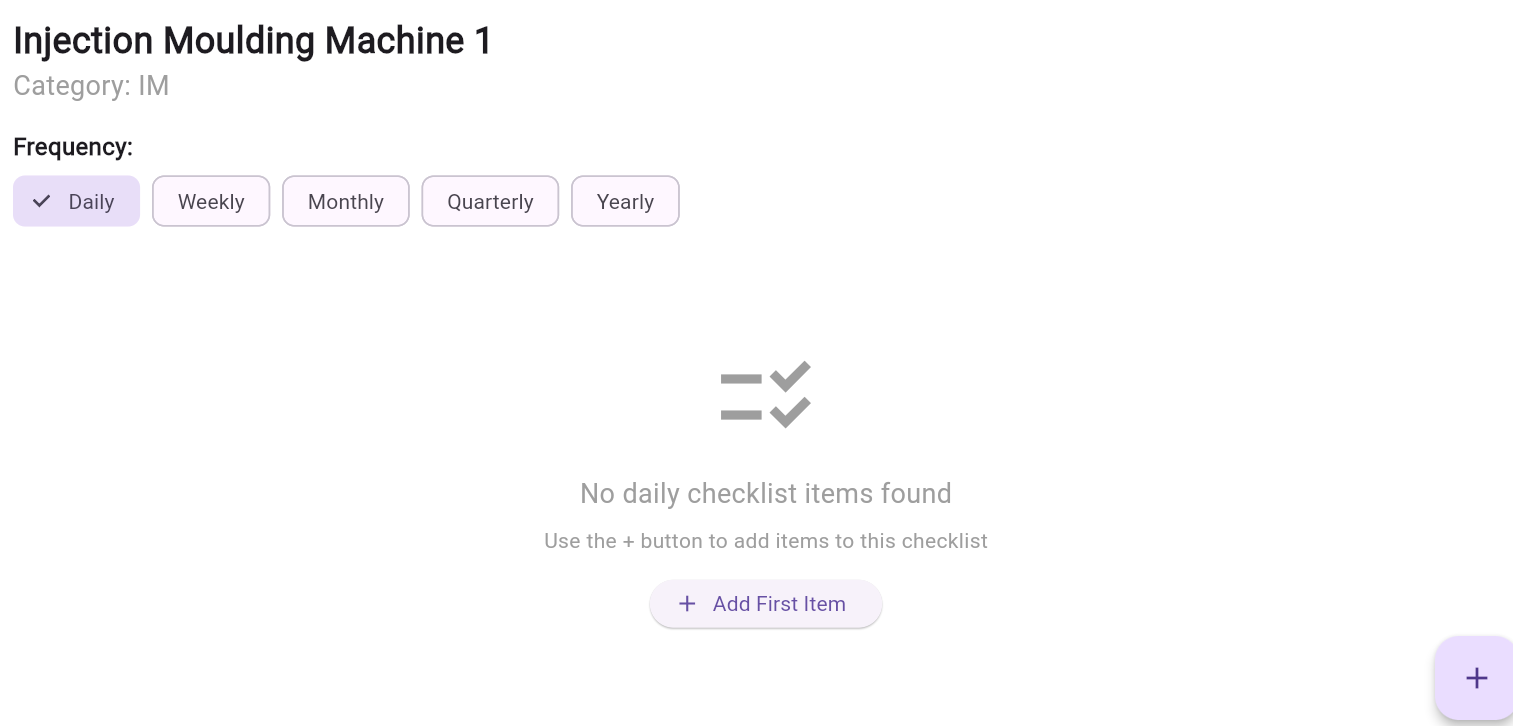 Injection Moulding Machine 1
Category: IM
Frequency:
Daily Weekly Monthly Quarterly Yearly
No daily checklist items found
Use the + button to add items to this checklist
+ Add First Item
+